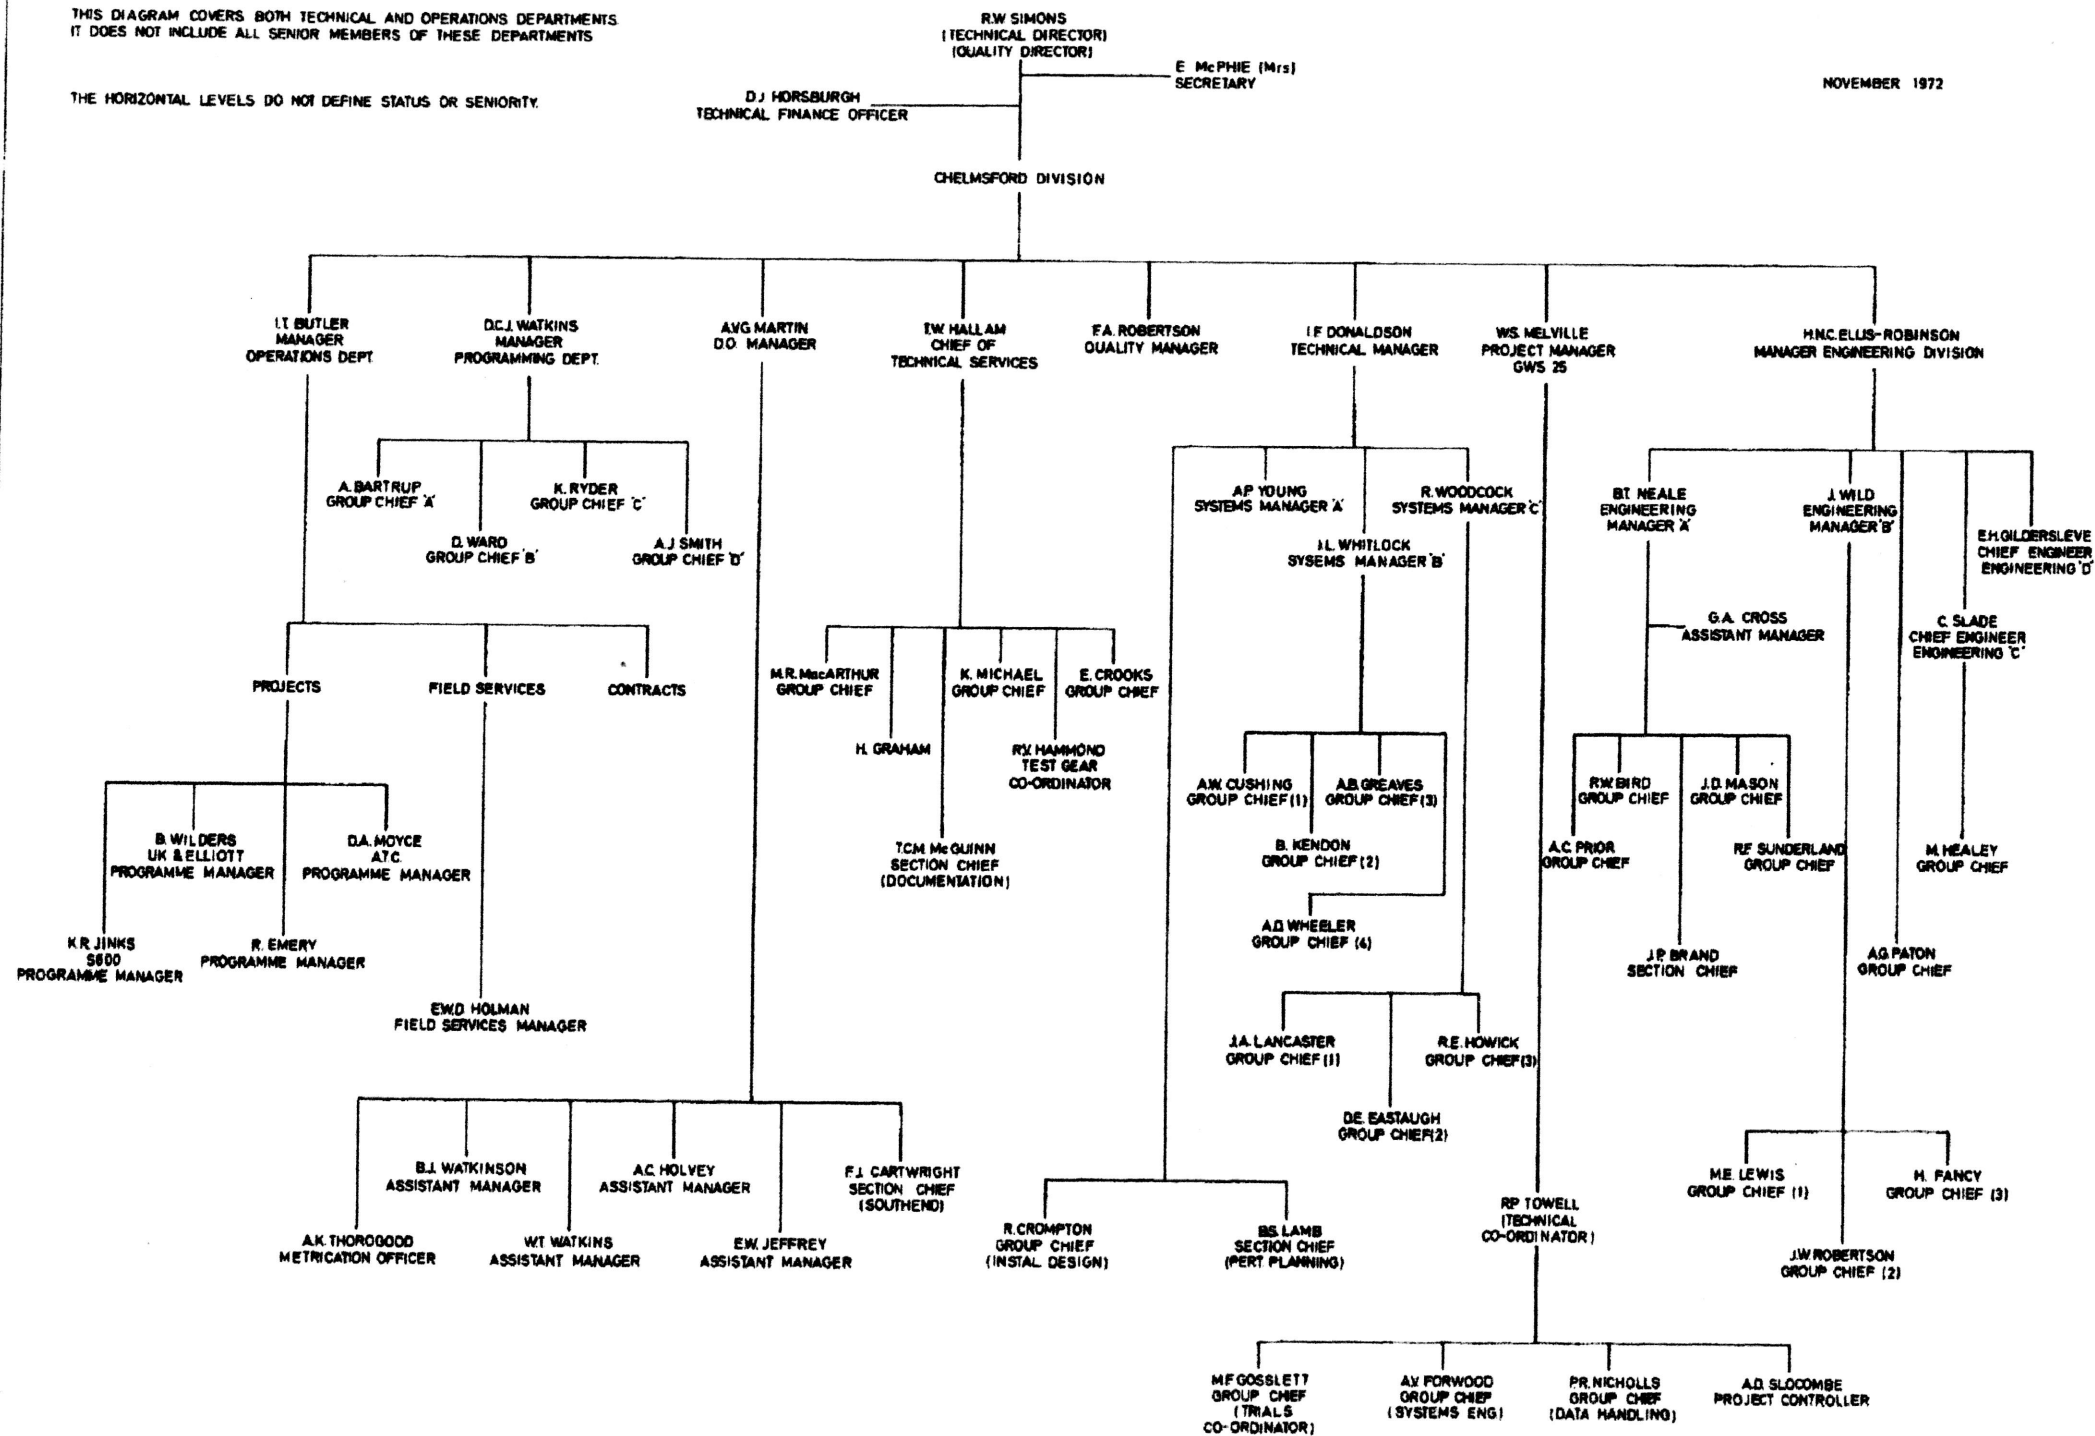 THIS DIAGRAM COVERS BOTH TECHNICAL AND OPERATIONS DEPARTMENTS
IT DOES NOT INCLUDE ALL SENIOR MEMBERS OF THESE DEPARTMENTS
THE HORIZONTAL LEVELS DO NOT DEFINE STATUS OR SENIORITY.
R.W SIMONS
(TECHNICAL DIRECTOR)
(QUALITY DIRECTOR)
E McPHIE (Mrs)
SECRETARY
NOVEMBER 1972
D.J HORSBURGH
TECHNICAL FINANCE OFFICER
CHELMSFORD DIVISION
I.T. BUTLER
MANAGER
OPERATIONS DEPT.
D.C.J. WATKINS
MANAGER
PROGRAMMING DEPT.
A.V.G. MARTIN
D.O. MANAGER
T.W. HALLAM
CHIEF OF
TECHNICAL SERVICES
F.A. ROBERTSON
QUALITY MANAGER
I.F. DONALDSON
TECHNICAL MANAGER
W.S. MELVILLE
PROJECT MANAGER
GWS 25
H.N.C. ELLIS-ROBINSON
MANAGER ENGINEERING DIVISION
A. BARTRUP
GROUP CHIEF 'A'
K. RYDER
GROUP CHIEF 'C'
D. WARD
GROUP CHIEF 'B'
A.J SMITH
GROUP CHIEF 'D'
A.P. YOUNG
SYSTEMS MANAGER 'A'
R. WOODCOCK
SYSTEMS MANAGER 'C'
J.L. WHITLOCK
SYSEMS MANAGER 'B'
B.T. NEALE
ENGINEERING
MANAGER 'A'
J. WILD
ENGINEERING
MANAGER 'B'
E.H. GILDERSLEVE
CHIEF ENGINEER
ENGINEERING 'D'
G.A. CROSS
ASSISTANT MANAGER
C. SLADE
CHIEF ENGINEER
ENGINEERING 'C'
PROJECTS
FIELD SERVICES
CONTRACTS
M.R. MacARTHUR
GROUP CHIEF
K. MICHAEL
GROUP CHIEF
E. CROOKS
GROUP CHIEF
H. GRAHAM
R.V. HAMMOND
TEST GEAR
CO-ORDINATOR
T.C.M. McGUINN
SECTION CHIEF
(DOCUMENTATION)
A.W. CUSHING
GROUP CHIEF (1)
A.B. GREAVES
GROUP CHIEF (3)
B. KENDON
GROUP CHIEF (2)
A.D. WHEELER
GROUP CHIEF (4)
R.W. BIRD
GROUP CHIEF
J.D. MASON
GROUP CHIEF
A.C. PRIOR
GROUP CHIEF
R.F. SUNDERLAND
GROUP CHIEF
M. HEALEY
GROUP CHIEF
J.P. BRAND
SECTION CHIEF
A.G. PATON
GROUP CHIEF
B. WILDERS
UK & ELLIOTT
PROGRAMME MANAGER
D.A. MOYCE
A.T.C.
PROGRAMME MANAGER
K.R. JINKS
S600
PROGRAMME MANAGER
R. EMERY
PROGRAMME MANAGER
E.W.D. HOLMAN
FIELD SERVICES MANAGER
J.A. LANCASTER
GROUP CHIEF (1)
R.E. HOWICK
GROUP CHIEF (3)
D.E. EASTAUGH
GROUP CHIEF (2)
B.J. WATKINSON
ASSISTANT MANAGER
A.C. HOLVEY
ASSISTANT MANAGER
F.J. CARTWRIGHT
SECTION CHIEF
(SOUTHEND)
A.K. THOROGOOD
METRICATION OFFICER
W.T. WATKINS
ASSISTANT MANAGER
E.W. JEFFREY
ASSISTANT MANAGER
R. CROMPTON
GROUP CHIEF
(INSTAL DESIGN)
B.S. LAMB
SECTION CHIEF
(PERT PLANNING)
R.P TOWELL
(TECHNICAL
CO-ORDINATOR)
M.E. LEWIS
GROUP CHIEF (1)
H. FANCY
GROUP CHIEF (3)
J.W. ROBERTSON
GROUP CHIEF (2)
M.F GOSSLETT
GROUP CHIEF
(TRIALS
CO-ORDINATOR)
A.V. FORWOOD
GROUP CHIEF
(SYSTEMS ENG)
P.R. NICHOLLS
GROUP CHIEF
(DATA HANDLING)
A.D. SLOCOMBE
PROJECT CONTROLLER